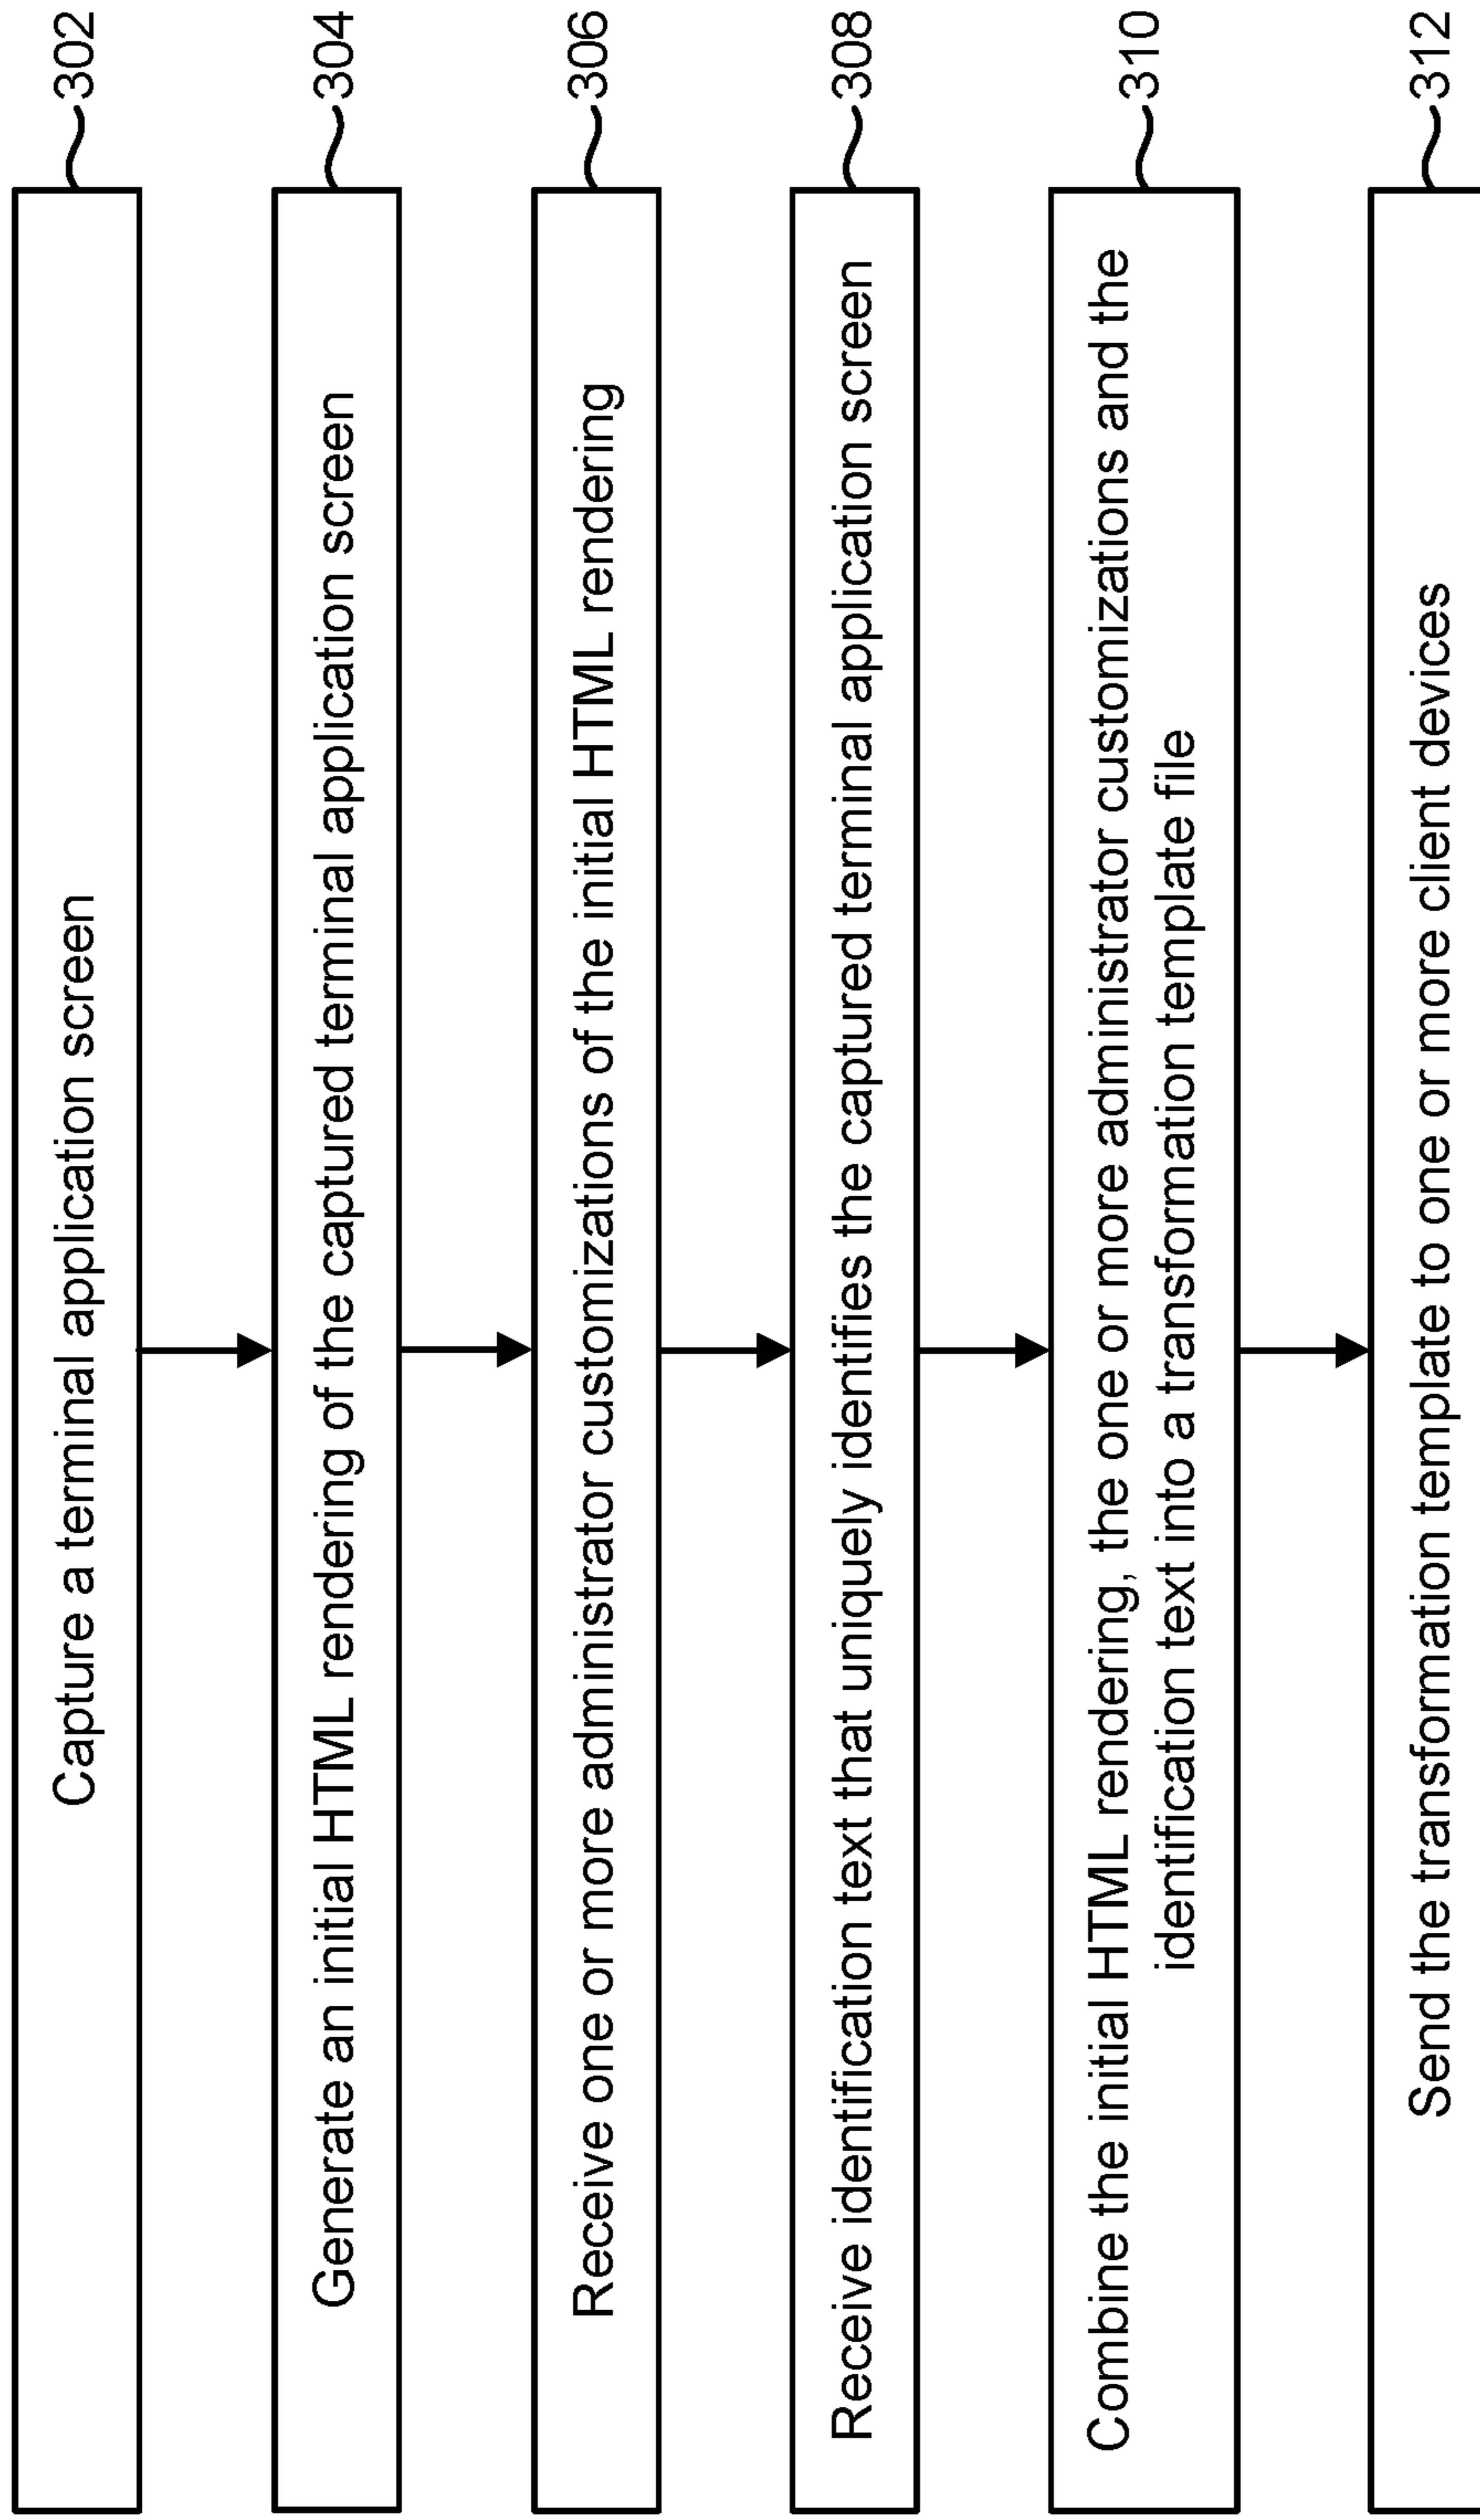 Capture a terminal application screen
302
Generate an initial HTML rendering of the captured terminal application screen
304
Receive one or more administrator customizations of the initial HTML rendering
306
Receive identification text that uniquely identifies the captured terminal application screen
308
Combine the initial HTML rendering, the one or more administrator customizations and the
identification text into a transformation template file
310
Send the transformation template to one or more client devices
312